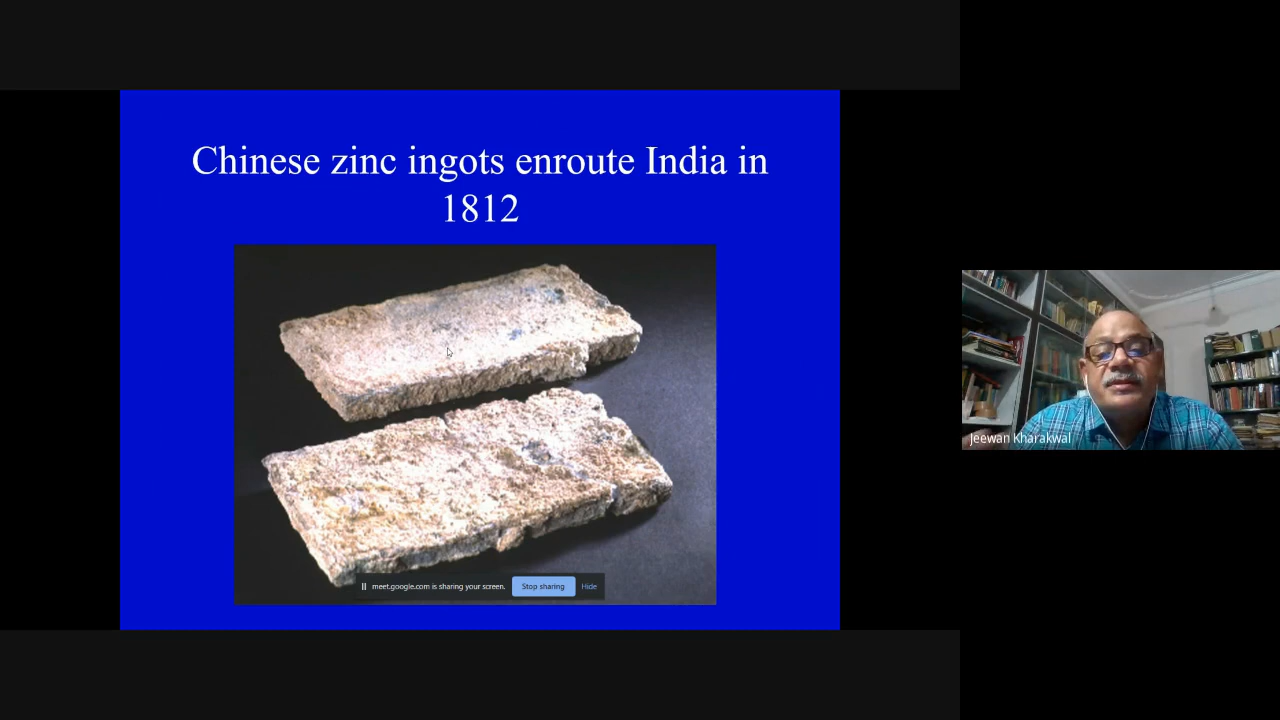 Chinese zinc ingots enroute India in
1812
meet.google.com is sharing your screen.
Stop sharing
Hide
Jeewan Kharakwal